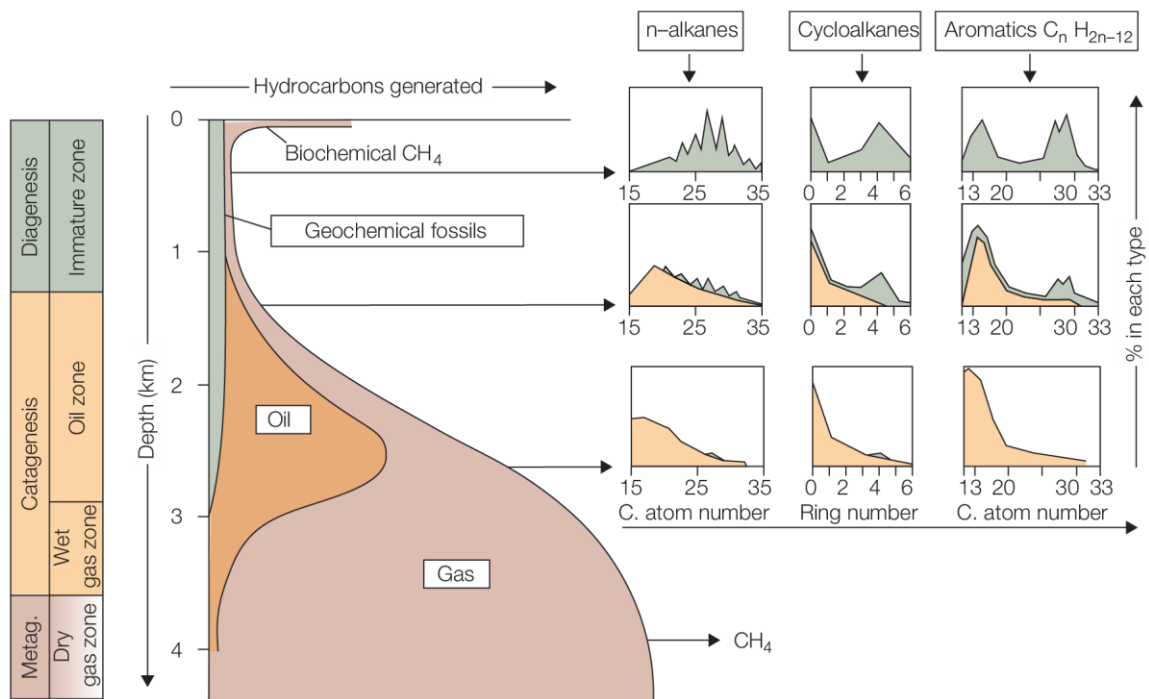 n–alkanes
Cycloalkanes
Aromatics CₙH₂ₙ₋₁₂
Hydrocarbons generated
0
Biochemical CH₄
15 25 35
0 2 4 6
13 20 30 33
Geochemical fossils
1
15 25 35
0 2 4 6
13 20 30 33
2
Oil
15 25 35
0 2 4 6
13 20 30 33
C. atom number
Ring number
C. atom number
3
Gas
4
CH₄
Depth (km)
% in each type
Diagenesis
Immature zone
Catagenesis
Oil zone
Wet
gas zone
Metag.
Dry
gas zone